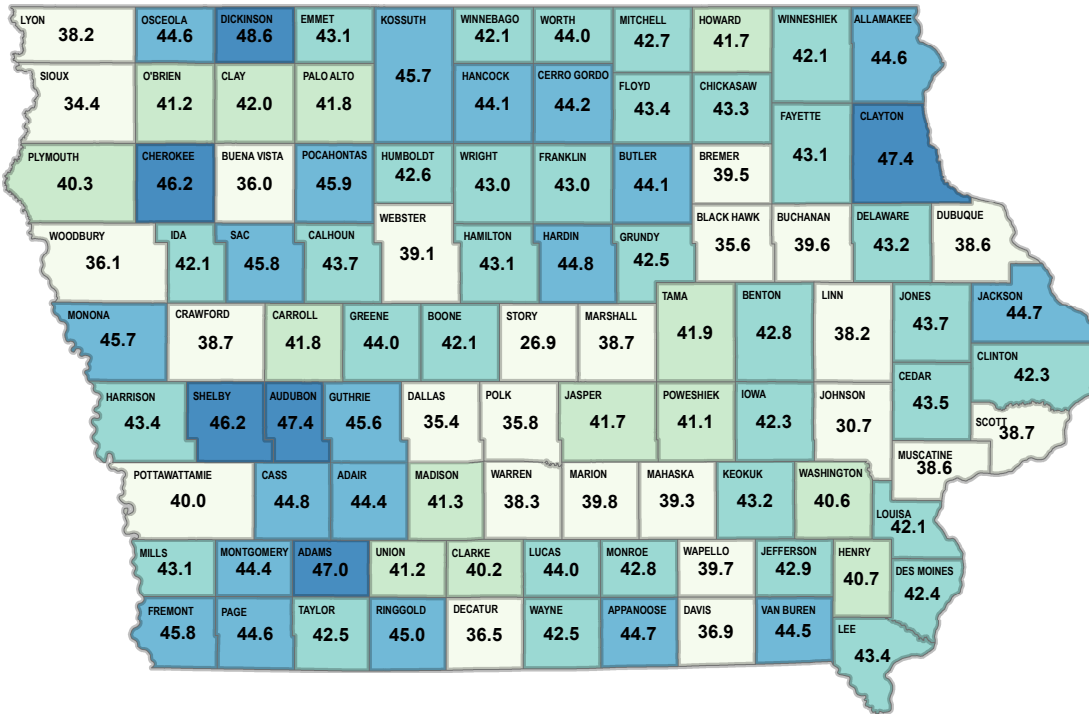 LYON
38.2
OSCEOLA
44.6
DICKINSON
48.6
EMMET
43.1
KOSSUTH
45.7
WINNEBAGO
42.1
WORTH
44.0
MITCHELL
42.7
HOWARD
41.7
WINNESHIEK
42.1
ALLAMAKEE
44.6
SIOUX
34.4
O'BRIEN
41.2
CLAY
42.0
PALO ALTO
41.8
HANCOCK
44.1
CERRO GORDO
44.2
FLOYD
43.4
CHICKASAW
43.3
FAYETTE
43.1
CLAYTON
47.4
PLYMOUTH
40.3
CHEROKEE
46.2
BUENA VISTA
36.0
POCAHONTAS
45.9
HUMBOLDT
42.6
WRIGHT
43.0
FRANKLIN
43.0
BUTLER
44.1
BREMER
39.5
WOODBURY
36.1
IDA
42.1
SAC
45.8
CALHOUN
43.7
WEBSTER
39.1
HAMILTON
43.1
HARDIN
44.8
GRUNDY
42.5
BLACK HAWK
35.6
BUCHANAN
39.6
DELAWARE
43.2
DUBUQUE
38.6
MONONA
45.7
CRAWFORD
38.7
CARROLL
41.8
GREENE
44.0
BOONE
42.1
STORY
26.9
MARSHALL
38.7
TAMA
41.9
BENTON
42.8
LINN
38.2
JONES
43.7
JACKSON
44.7
CLINTON
42.3
HARRISON
43.4
SHELBY
46.2
AUDUBON
47.4
GUTHRIE
45.6
DALLAS
35.4
POLK
35.8
JASPER
41.7
POWESHIEK
41.1
IOWA
42.3
JOHNSON
30.7
CEDAR
43.5
SCOTT
38.7
MUSCATINE
38.6
POTTAWATTAMIE
40.0
CASS
44.8
ADAIR
44.4
MADISON
41.3
WARREN
38.3
MARION
39.8
MAHASKA
39.3
KEOKUK
43.2
WASHINGTON
40.6
LOUISA
42.1
MILLS
43.1
MONTGOMERY
44.4
ADAMS
47.0
UNION
41.2
CLARKE
40.2
LUCAS
44.0
MONROE
42.8
WAPELLO
39.7
JEFFERSON
42.9
HENRY
40.7
DES MOINES
42.4
FREMONT
45.8
PAGE
44.6
TAYLOR
42.5
RINGGOLD
45.0
DECATUR
36.5
WAYNE
42.5
APPANOOSE
44.7
DAVIS
36.9
VAN BUREN
44.5
LEE
43.4